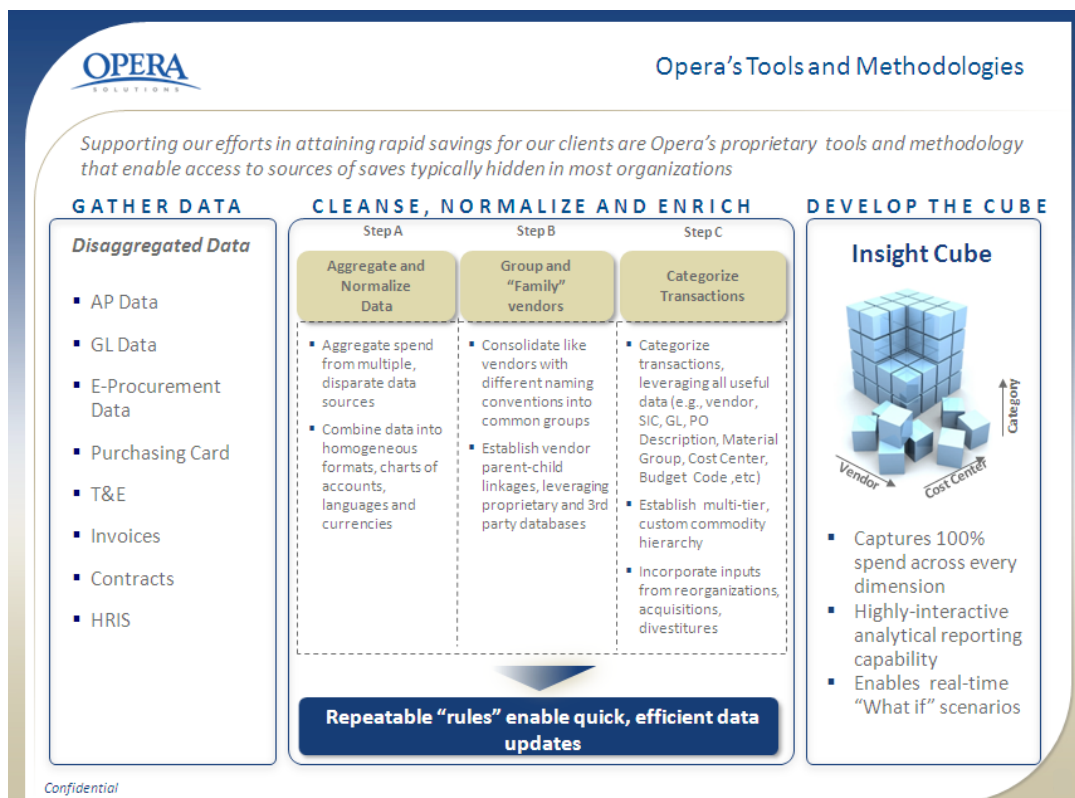 OPERA
SOLUTIONS
Opera's Tools and Methodologies
Supporting our efforts in attaining rapid savings for our clients are Opera's proprietary tools and methodology
that enable access to sources of saves typically hidden in most organizations
GATHER DATA
Disaggregated Data
▪ AP Data
▪ GL Data
▪ E-Procurement
Data
▪ Purchasing Card
▪ T&E
▪ Invoices
▪ Contracts
▪ HRIS
CLEANSE, NORMALIZE AND ENRICH
Step A
Aggregate and
Normalize
Data
▪ Aggregate spend
from multiple,
disparate data
sources
▪ Combine data into
homogeneous
formats, charts of
accounts,
languages and
currencies
Step B
Group and
"Family"
vendors
▪ Consolidate like
vendors with
different naming
conventions into
common groups
▪ Establish vendor
parent-child
linkages, leveraging
proprietary and 3rd
party databases
Step C
Categorize
Transactions
▪ Categorize
transactions,
leveraging all useful
data (e.g., vendor,
SIC, GL, PO
Description, Material
Group, Cost Center,
Budget Code ,etc)
▪ Establish multi-tier,
custom commodity
hierarchy
▪ Incorporate inputs
from reorganizations,
acquisitions,
divestitures
Repeatable "rules" enable quick, efficient data
updates
DEVELOP THE CUBE
Insight Cube
Category
Vendor
Cost Center
▪ Captures 100%
spend across every
dimension
▪ Highly-interactive
analytical reporting
capability
▪ Enables real-time
"What if" scenarios
Confidential